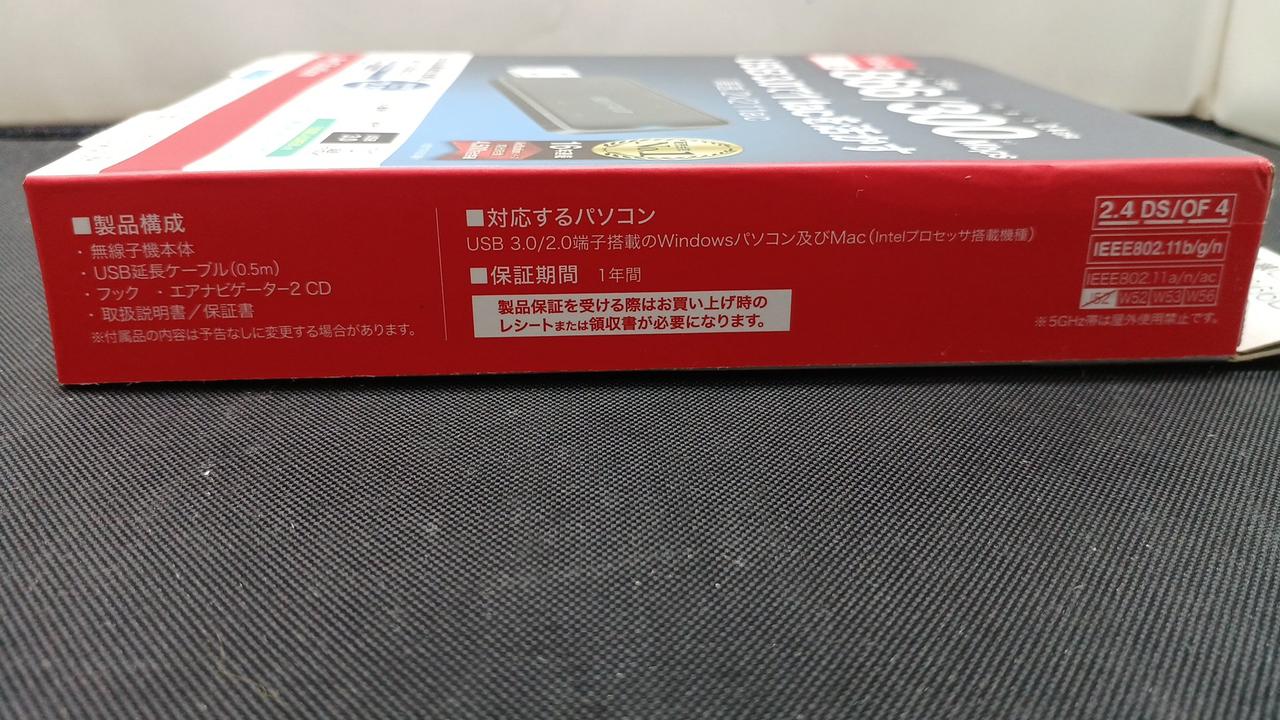 866/300 Mbps
No.1
■製品構成
・無線子機本体
・USB延長ケーブル(0.5m)
・フック ・エアナビゲーター2 CD
・取扱説明書／保証書
※付属品の内容は予告なしに変更する場合があります。
■対応するパソコン
USB 3.0/2.0端子搭載のWindowsパソコン及びMac(Intelプロセッサ搭載機種)
■保証期間 1年間
製品保証を受ける際はお買い上げ時の
レシートまたは領収書が必要になります。
2.4 DS/OF 4
IEEE802.11b/g/n
IEEE802.11a/n/ac
J52 W52 W53 W56
※5GHz帯は屋外使用禁止です。